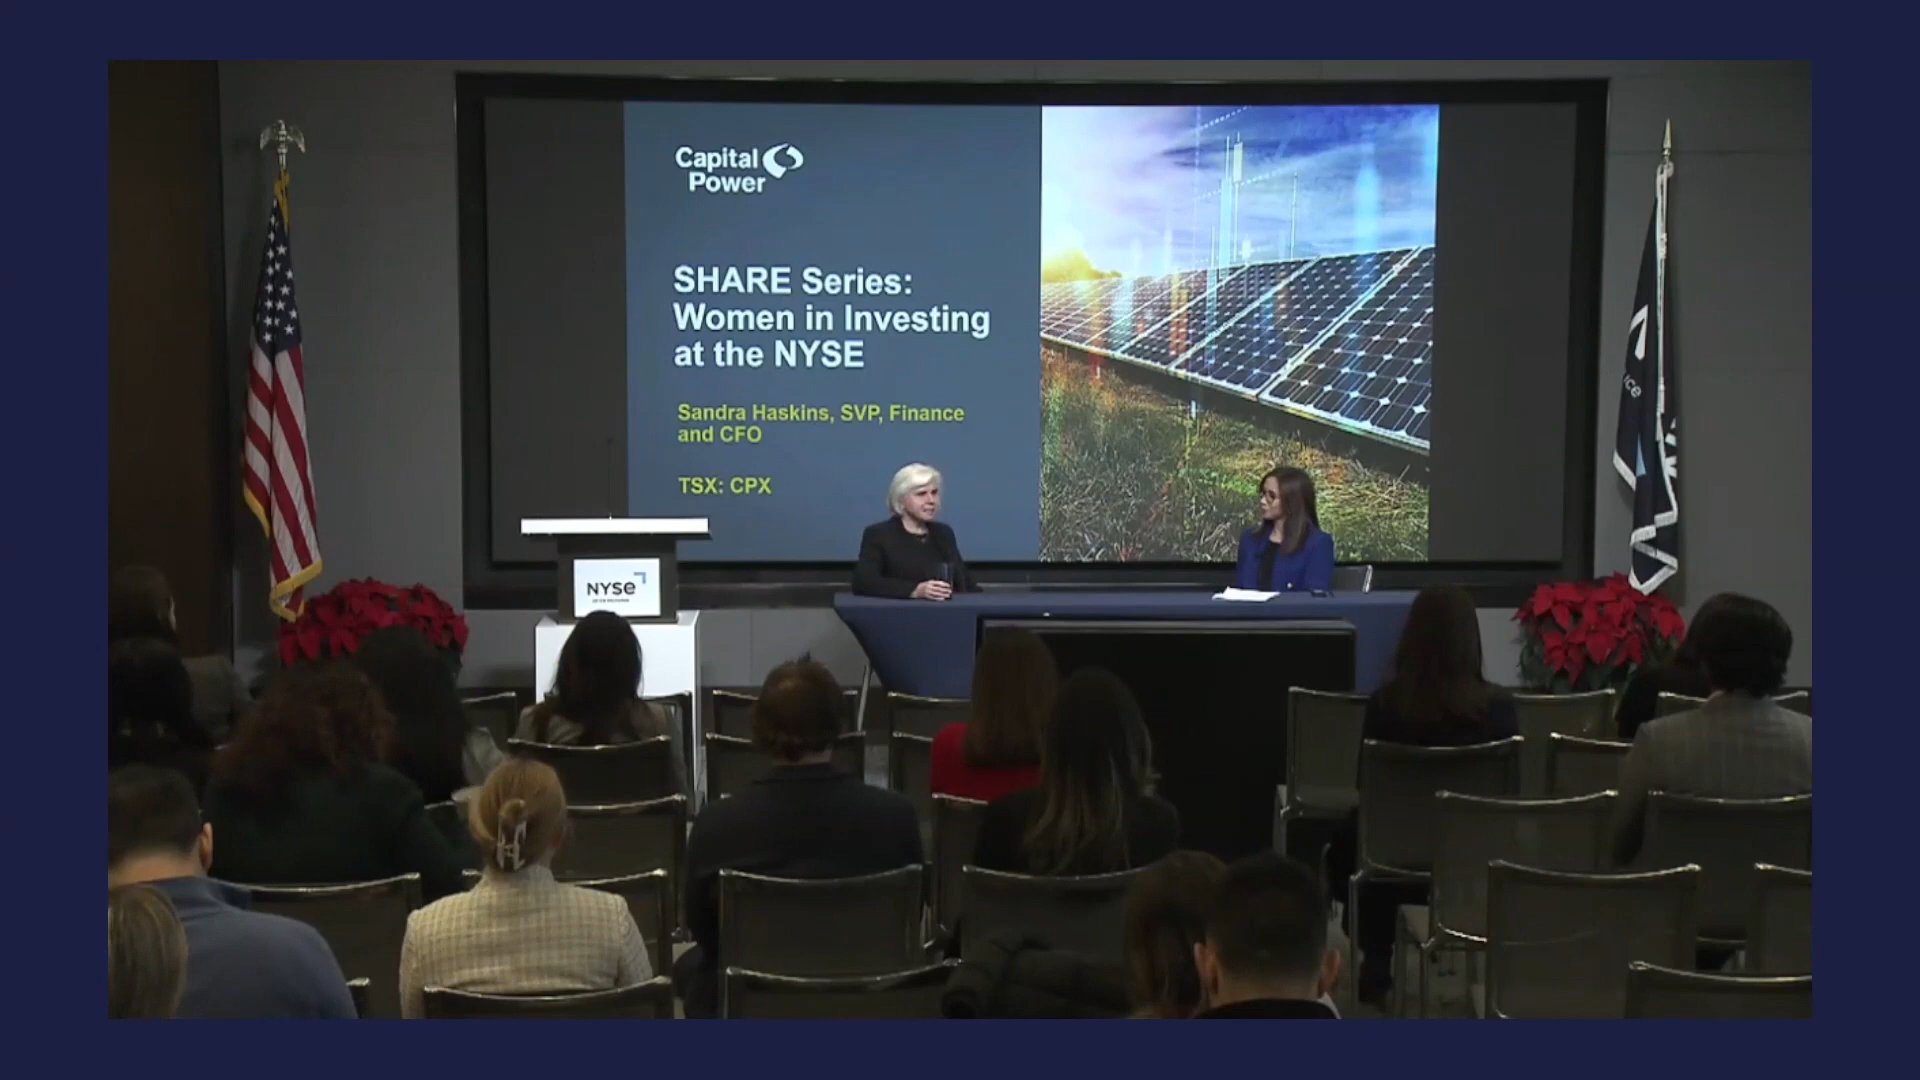 Capital
Power
SHARE Series:
Women in Investing
at the NYSE
Sandra Haskins, SVP, Finance
and CFO
TSX: CPX
NYSE
ice